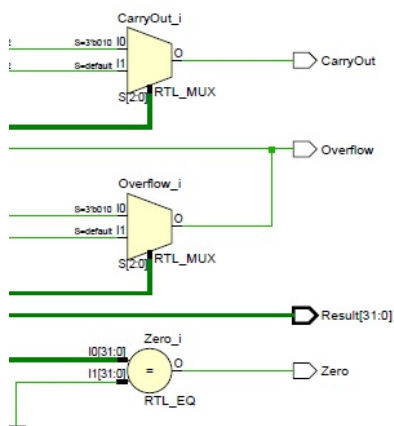 CarryOut_i
S=3'b010 I0
O
CarryOut
S=default I1
S[2:0] RTL_MUX
Overflow
Overflow_i
S=3'b010 I0
O
S=default I1
S[2:0] RTL_MUX
Result[31:0]
Zero_i
I0[31:0]
O
= Zero
I1[31:0]
RTL_EQ